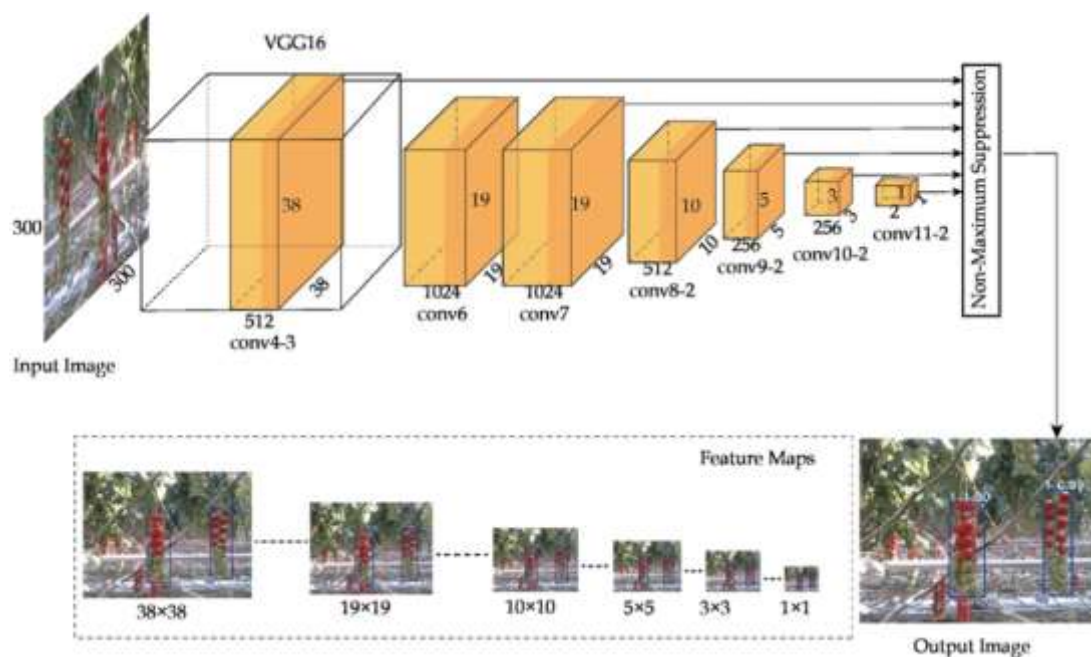 VGG16
300
300
Input Image
38
38
512
conv4-3
19
19
1024
conv6
19
19
1024
conv7
10
10
512
conv8-2
5
5
256
conv9-2
3
3
256
conv10-2
1
1
2
conv11-2
Non-Maximum Suppression
Feature Maps
38×38
19×19
10×10
5×5
3×3
1×1
Output Image